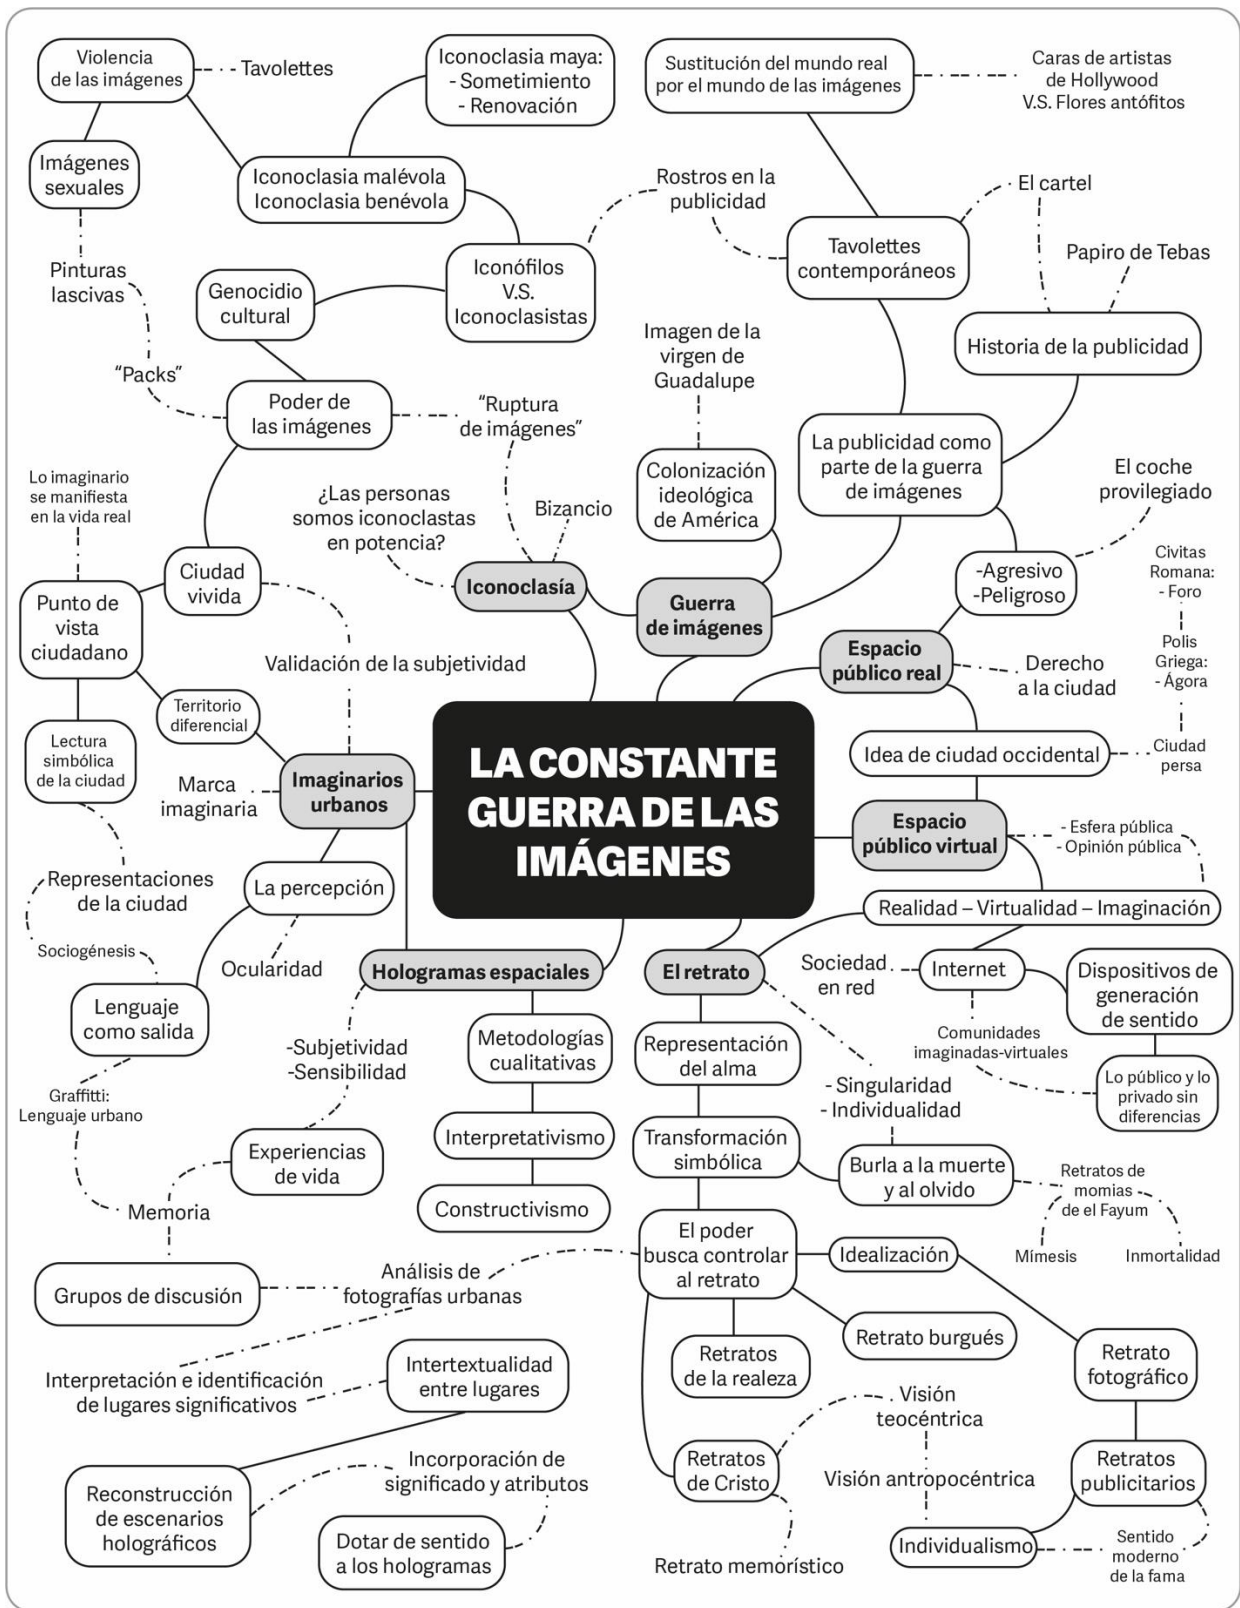 Violencia
de las imágenes
Tavolettes
Iconoclasia maya:
- Sometimiento
- Renovación
Sustitución del mundo real
por el mundo de las imágenes
Caras de artistas
de Hollywood
V.S. Flores antófitos
Imágenes
sexuales
Iconoclasia malévola
Iconoclasia benévola
Rostros en la
publicidad
El cartel
Pinturas
lascivas
Genocidio
cultural
Iconófilos
V.S.
Iconoclasistas
Tavolettes
contemporáneos
Papiro de Tebas
Imagen de la
virgen de
Guadalupe
Historia de la publicidad
“Packs”
Poder de
las imágenes
“Ruptura
de imágenes”
La publicidad como
parte de la guerra
de imágenes
Lo imaginario
se manifiesta
en la vida real
¿Las personas
somos iconoclastas
en potencia?
Bizancio
Colonización
ideológica
de América
El coche
provilegiado
Punto de
vista
ciudadano
Ciudad
vivida
Iconoclasía
Guerra
de imágenes
-Agresivo
-Peligroso
Civitas
Romana:
- Foro
Validación de la subjetividad
Espacio
público real
Derecho
a la ciudad
Polis
Griega:
- Ágora
Territorio
diferencial
Lectura
simbólica
de la ciudad
Marca
imaginaria
Imaginarios
urbanos
LA CONSTANTE
GUERRA DE LAS
IMÁGENES
Idea de ciudad occidental
Ciudad
persa
Espacio
público virtual
- Esfera pública
- Opinión pública
Representaciones
de la ciudad
La percepción
Realidad – Virtualidad – Imaginación
Sociogénesis
Ocularidad
Hologramas espaciales
El retrato
Sociedad
en red
Internet
Dispositivos de
generación
de sentido
Lenguaje
como salida
-Subjetividad
-Sensibilidad
Metodologías
cualitativas
Representación
del alma
Comunidades
imaginadas-virtuales
Graffitti:
Lenguaje urbano
- Singularidad
- Individualidad
Lo público y lo
privado sin
diferencias
Experiencias
de vida
Interpretativismo
Transformación
simbólica
Burla a la muerte
y al olvido
Retratos de
momias
de el Fayum
Memoria
Constructivismo
Mímesis
Inmortalidad
El poder
busca controlar
al retrato
Idealización
Grupos de discusión
Análisis de
fotografías urbanas
Retrato burgués
Retratos
de la realeza
Retrato
fotográfico
Interpretación e identificación
de lugares significativos
Intertextualidad
entre lugares
Visión
teocéntrica
Reconstrucción
de escenarios
holográficos
Incorporación de
significado y atributos
Retratos
de Cristo
Visión antropocéntrica
Retratos
publicitarios
Dotar de sentido
a los hologramas
Retrato memorístico
Individualismo
Sentido
moderno
de la fama